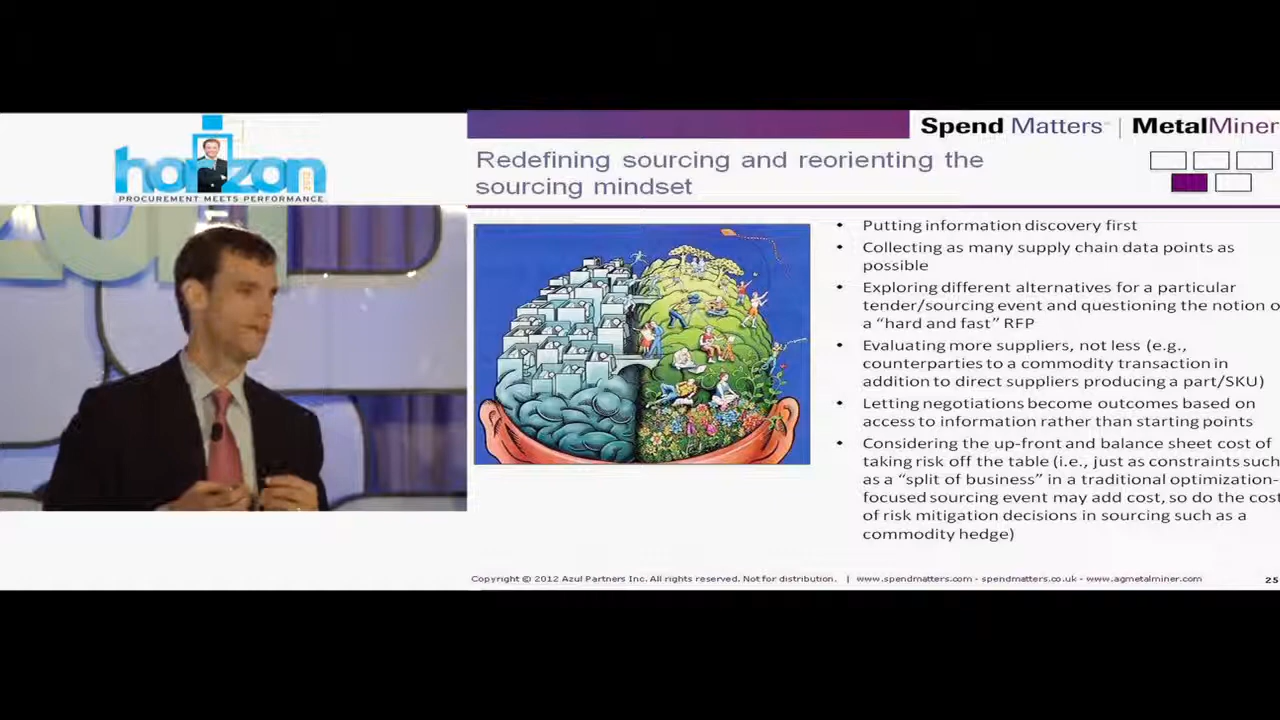 horizon
PROCUREMENT MEETS PERFORMANCE
Spend Matters | MetalMiner
Redefining sourcing and reorienting the
sourcing mindset
• Putting information discovery first
• Collecting as many supply chain data points as
possible
• Exploring different alternatives for a particular
tender/sourcing event and questioning the notion o
a “hard and fast” RFP
• Evaluating more suppliers, not less (e.g.,
counterparties to a commodity transaction in
addition to direct suppliers producing a part/SKU)
• Letting negotiations become outcomes based on
access to information rather than starting points
• Considering the up-front and balance sheet cost of
taking risk off the table (i.e., just as constraints such
as a “split of business” in a traditional optimization-
focused sourcing event may add cost, so do the cost
of risk mitigation decisions in sourcing such as a
commodity hedge)
Copyright © 2012 Azul Partners Inc. All rights reserved. Not for distribution. | www.spendmatters.com - spendmatters.co.uk - www.agmetalminer.com
25